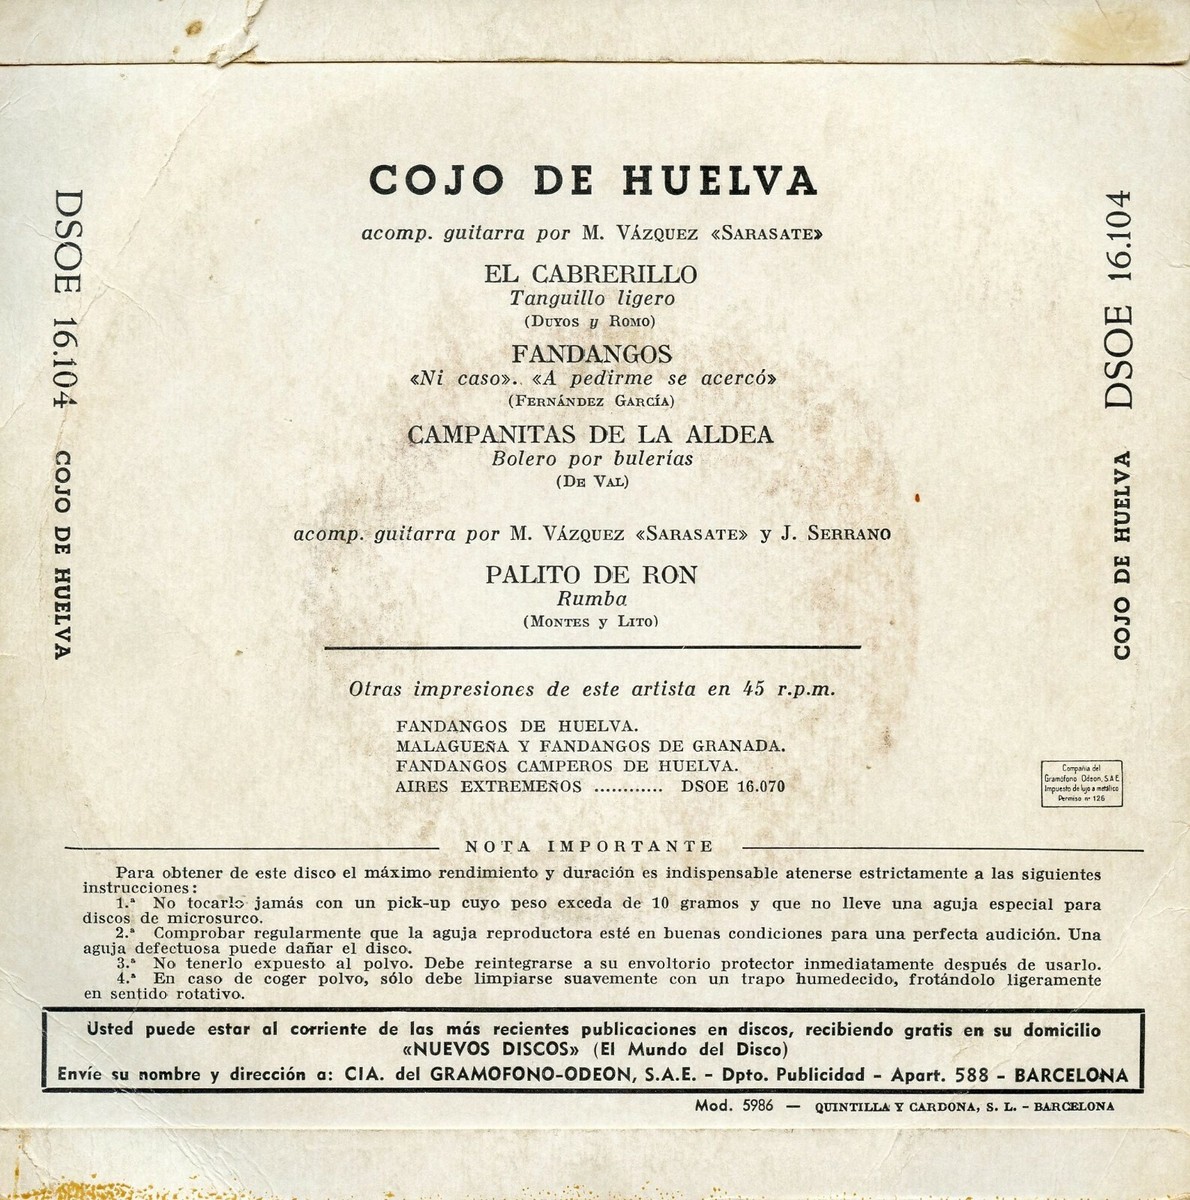 COJO DE HUELVA
acomp. guitarra por M. VÁZQUEZ «SARASATE»
EL CABRERILLO
Tanguillo ligero
(DUYOS y ROMO)
FANDANGOS
«Ni caso». «A pedirme se acercó»
(FERNÁNDEZ GARCÍA)
CAMPANITAS DE LA ALDEA
Bolero por bulerías
(DE VAL)
acomp. guitarra por M. VÁZQUEZ «SARASATE» y J. SERRANO
PALITO DE RON
Rumba
(MONTES y LITO)
DSOE 16.104 COJO DE HUELVA
DSOE 16.104 COJO DE HUELVA
Otras impresiones de este artista en 45 r.p.m.
FANDANGOS DE HUELVA.
MALAGUEÑA Y FANDANGOS DE GRANADA.
FANDANGOS CAMPEROS DE HUELVA.
AIRES EXTREMEÑOS ............ DSOE 16.070
Compañia del
Gramófono Odeon, S.A.E.
Impuesto de lujo a metálico
Permiso nº 126
NOTA IMPORTANTE
Para obtener de este disco el máximo rendimiento y duración es indispensable atenerse estrictamente a las siguientes
instrucciones:
1.ª No tocarlo jamás con un pick-up cuyo peso exceda de 10 gramos y que no lleve una aguja especial para
discos de microsurco.
2.ª Comprobar regularmente que la aguja reproductora esté en buenas condiciones para una perfecta audición. Una
aguja defectuosa puede dañar el disco.
3.ª No tenerlo expuesto al polvo. Debe reintegrarse a su envoltorio protector inmediatamente después de usarlo.
4.ª En caso de coger polvo, sólo debe limpiarse suavemente con un trapo humedecido, frotándolo ligeramente
en sentido rotativo.
Usted puede estar al corriente de las más recientes publicaciones en discos, recibiendo gratis en su domicilio
«NUEVOS DISCOS» (El Mundo del Disco)
Envíe su nombre y dirección a: CIA. del GRAMOFONO-ODEON, S.A.E. - Dpto. Publicidad - Apart. 588 - BARCELONA
Mod. 5986 — QUINTILLA Y CARDONA, S. L. - BARCELONA